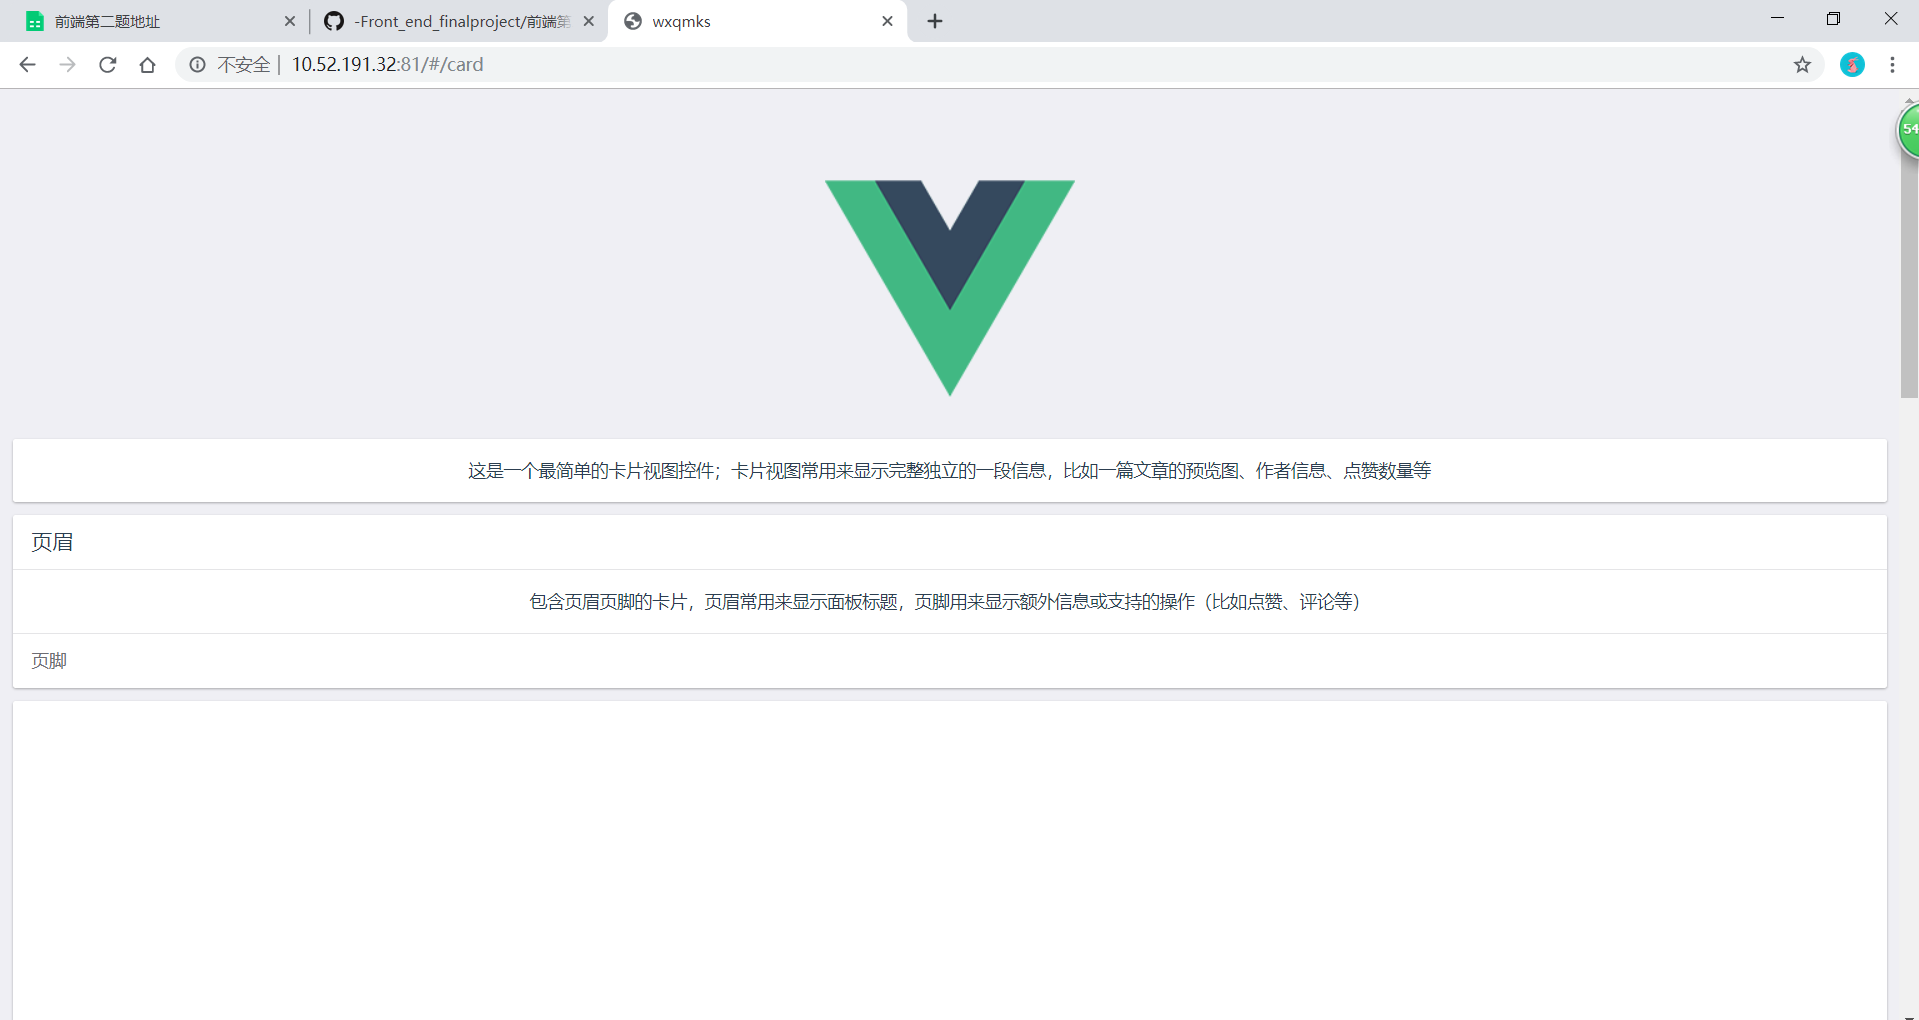 前端第二题地址
-Front_end_finalproject/前端第
wxqmks
不安全 | 10.52.191.32:81/#/card
54
这是一个最简单的卡片视图控件；卡片视图常用来显示完整独立的一段信息，比如一篇文章的预览图、作者信息、点赞数量等
页眉
包含页眉页脚的卡片，页眉常用来显示面板标题，页脚用来显示额外信息或支持的操作（比如点赞、评论等）
页脚